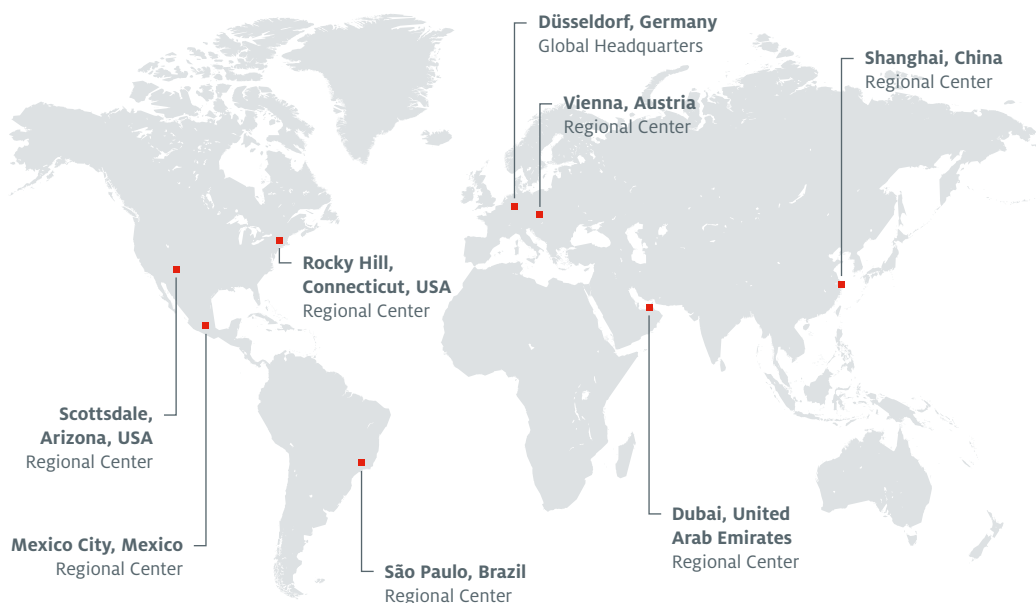 Düsseldorf, Germany
Global Headquarters
Shanghai, China
Regional Center
Vienna, Austria
Regional Center
Rocky Hill,
Connecticut, USA
Regional Center
Scottsdale,
Arizona, USA
Regional Center
Mexico City, Mexico
Regional Center
São Paulo, Brazil
Regional Center
Dubai, United
Arab Emirates
Regional Center